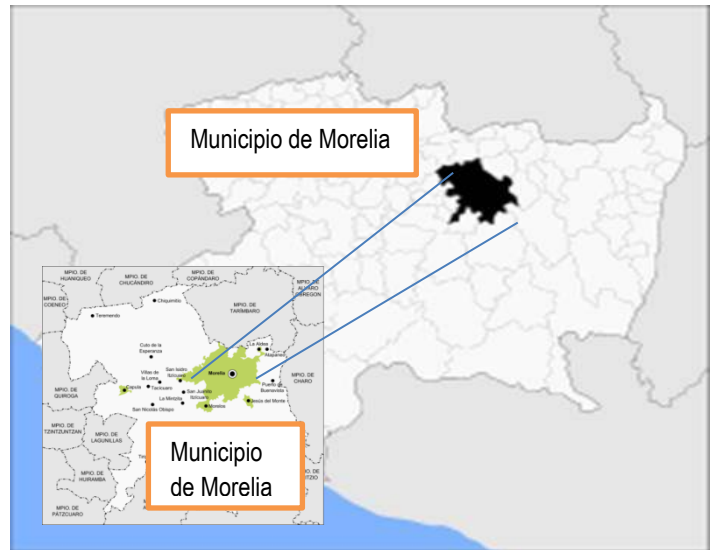 Municipio de Morelia
MPIO. DE
HUANIQUEO
MPIO. DE
CHUCÁNDIRO
MPIO. DE
COPÁNDARO
MPIO. DE
ALVARO
OBREGON
MPIO. DE
COENEO
Chiquimitío
MPIO. DE
TARÍMBARO
Teremendo
Cuto de la
Esperanza
La Aldea
Atapaneo
Villas de
la Loma
San Isidro
Itzícuaro
Morelia
MPIO. DE
CHARO
MPIO. DE
QUIROGA
Capula
Tacícuaro
San Juanito
Itzícuaro
Puerto de
Buenavista
La Mintzita
San Nicolás Obispo
Morelos
Jesús del Monte
MPIO. DE
TZINTZUNTZAN
MPIO. DE
LAGUNILLAS
Municipio
de Morelia
MPIO. DE
HUIRAMBA
MPIO. DE
PÁTZCUARO